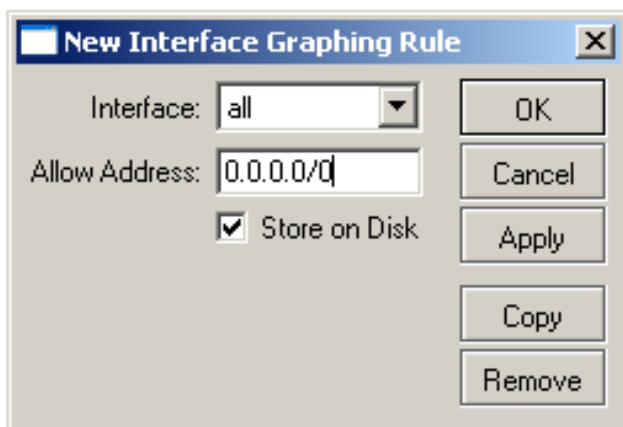 New Interface Graphing Rule
Interface: all
Allow Address: 0.0.0.0/0
Store on Disk
OK
Cancel
Apply
Copy
Remove